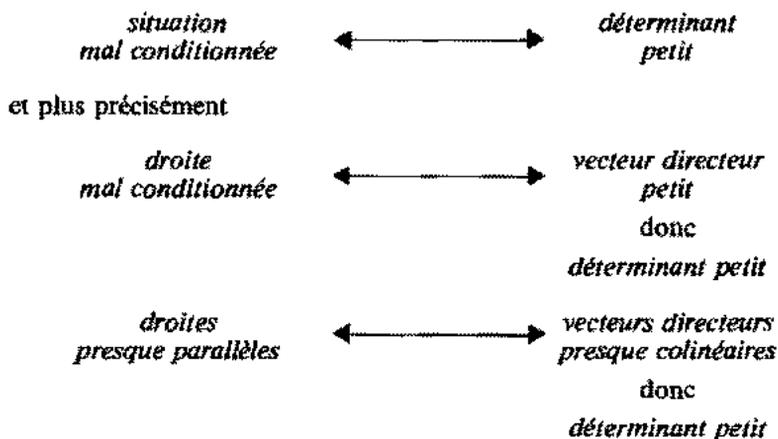 situation
mal conditionnée
déterminant
petit
et plus précisément
droite
mal conditionnée
vecteur directeur
petit
donc
déterminant petit
droites
presque parallèles
vecteurs directeurs
presque colinéaires
donc
déterminant petit